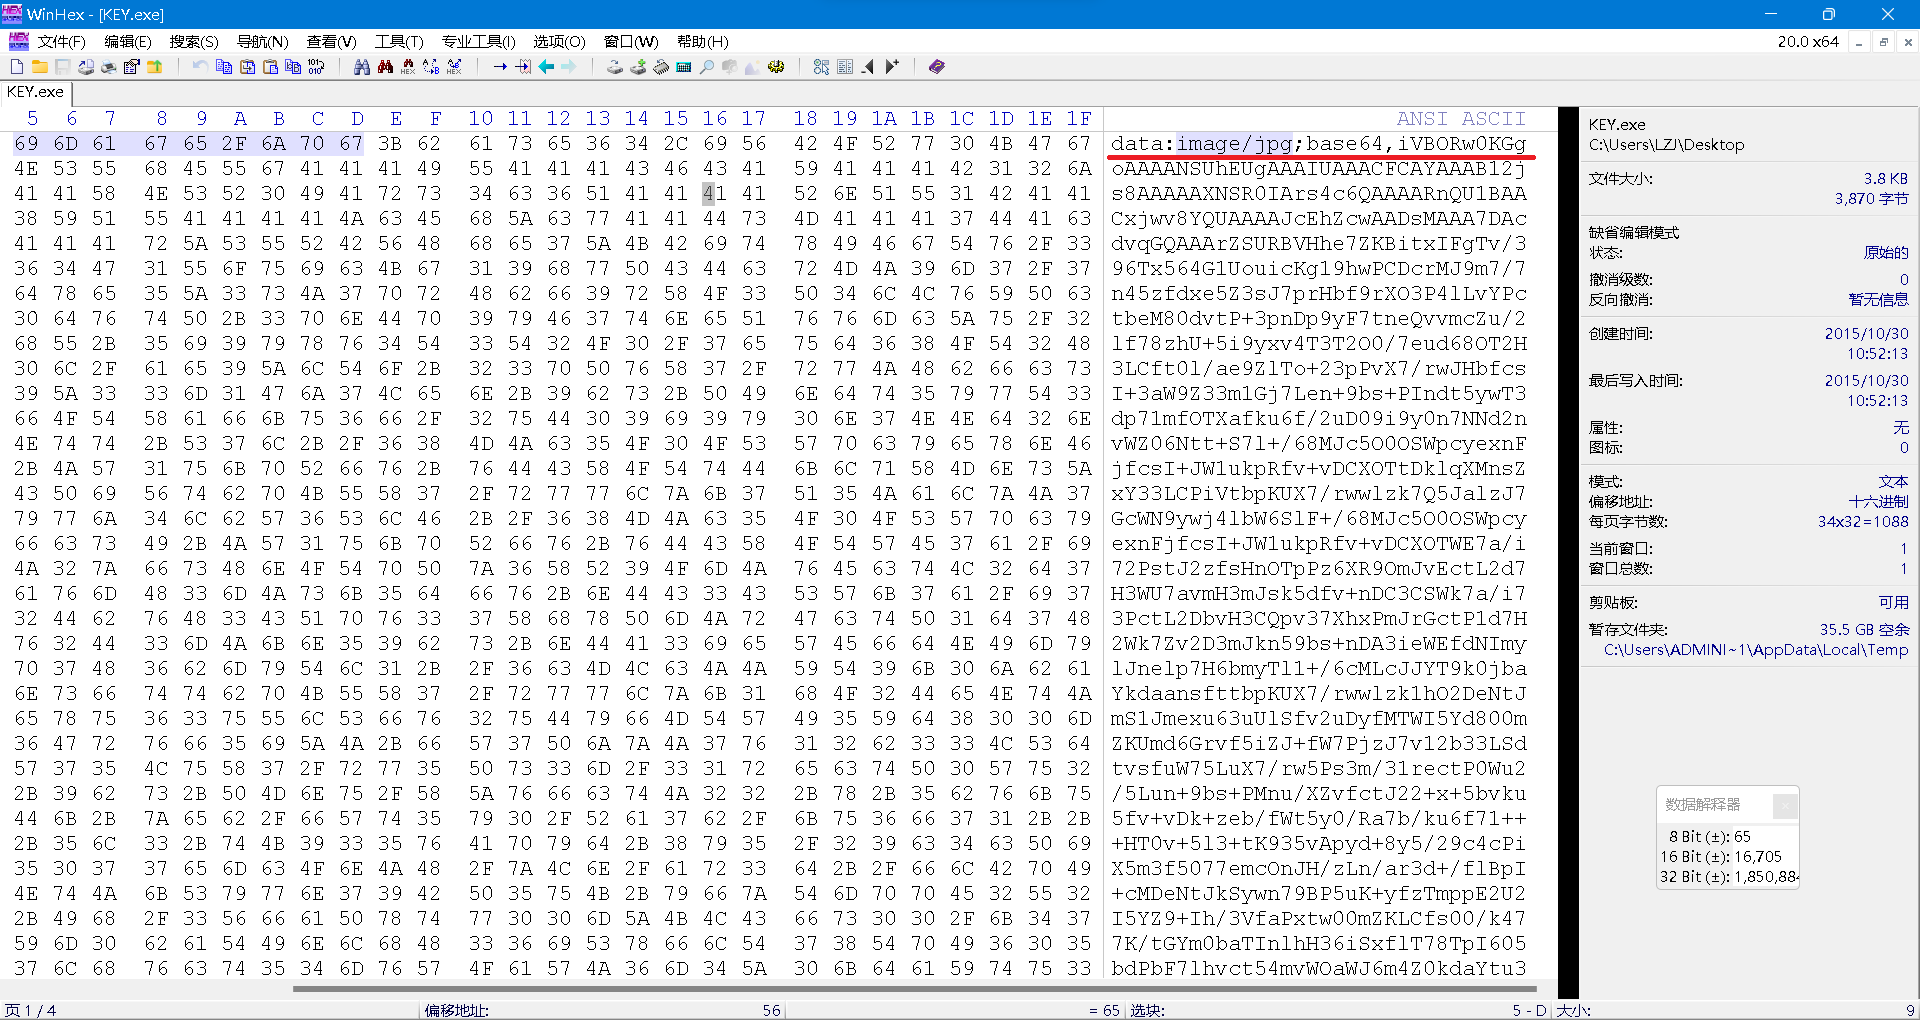 WinHex - [KEY.exe]
文件(F) 编辑(E) 搜索(S) 导航(N) 查看(V) 工具(T) 专业工具(I) 选项(O) 窗口(W) 帮助(H) 20.0 x64
KEY.exe
5 6 7 8 9 A B C D E F 10 11 12 13 14 15 16 17 18 19 1A 1B 1C 1D 1E 1F ANSI ASCII
69 6D 61 67 65 2F 6A 70 67 3B 62 61 73 65 36 34 2C 69 56 42 4F 52 77 30 4B 47 67 data:image/jpg;base64,iVBORw0KGg
4E 53 55 68 45 55 67 41 41 41 49 55 41 41 41 43 46 43 41 59 41 41 41 42 31 32 6A oAAAANSUhEUgAAAIUAAACFCAYAAAB12j
41 41 58 4E 53 52 30 49 41 72 73 34 63 36 51 41 41 41 41 52 6E 51 55 31 42 41 41 s8AAAAAXNSR0IArs4c6QAAAARnQU1BAA
38 59 51 55 41 41 41 41 4A 63 45 68 5A 63 77 41 41 44 73 4D 41 41 41 37 44 41 63 Cxjwv8YQUAAAAJcEhZcwAADsMAAA7DAc
41 41 41 72 5A 53 55 52 42 56 48 68 65 37 5A 4B 42 69 74 78 49 46 67 54 76 2F 33 dvqGQAAArZSURBVHhe7ZKBitxIFgTv/3
36 34 47 31 55 6F 75 69 63 4B 67 31 39 68 77 50 43 44 63 72 4D 4A 39 6D 37 2F 37 96Tx564G1UouicKg19hwPCDcrMJ9m7/7
64 78 65 35 5A 33 73 4A 37 70 72 48 62 66 39 72 58 4F 33 50 34 6C 4C 76 59 50 63 n45zfdxe5Z3sJ7prHbf9rXO3P4lLvYPc
30 64 76 74 50 2B 33 70 6E 44 70 39 79 46 37 74 6E 65 51 76 76 6D 63 5A 75 2F 32 tbeM80dvtP+3pnDp9yF7tneQvvmcZu/2
68 55 2B 35 69 39 79 78 76 34 54 33 54 32 4F 30 2F 37 65 75 64 36 38 4F 54 32 48 lf78zhU+5i9yxv4T3T2O0/7eud68OT2H
30 6C 2F 61 65 39 5A 6C 54 6F 2B 32 33 70 50 76 58 37 2F 72 77 4A 48 62 66 63 73 3LCft0l/ae9ZlTo+23pPvX7/rwJHbfcs
39 5A 33 33 6D 31 47 6A 37 4C 65 6E 2B 39 62 73 2B 50 49 6E 64 74 35 79 77 54 33 I+3aW9Z33m1Gj7Len+9bs+PIndt5ywT3
66 4F 54 58 61 66 6B 75 36 66 2F 32 75 44 30 39 69 39 79 30 6E 37 4E 4E 64 32 6E dp71mfOTXafku6f/2uD09i9y0n7NNd2n
4E 74 74 2B 53 37 6C 2B 2F 36 38 4D 4A 63 35 4F 30 4F 53 57 70 63 79 65 78 6E 46 vWZ06Ntt+S7l+/68MJc5O0OSWpcyexnF
2B 4A 57 31 75 6B 70 52 66 76 2B 76 44 43 58 4F 54 74 44 6B 6C 71 58 4D 6E 73 5A jfcsI+JW1ukpRfv+vDCXOTtDklqXMnsZ
43 50 69 56 74 62 70 4B 55 58 37 2F 72 77 77 6C 7A 6B 37 51 35 4A 61 6C 7A 4A 37 xY33LCPiVtbpKUX7/rwwlzk7Q5JalzJ7
79 77 6A 34 6C 62 57 36 53 6C 46 2B 2F 36 38 4D 4A 63 35 4F 30 4F 53 57 70 63 79 GcWN9ywj4lbW6SlF+/68MJc5O0OSWpcy
66 63 73 49 2B 4A 57 31 75 6B 70 52 66 76 2B 76 44 43 58 4F 54 57 45 37 61 2F 69 exnFjfcsI+JW1ukpRfv+vDCXOTWE7a/i
4A 32 7A 66 73 48 6E 4F 54 70 50 7A 36 58 52 39 4F 6D 4A 76 45 63 74 4C 32 64 37 72PstJ2zfsHnOTpPz6XR9OmJvEctL2d7
61 76 6D 48 33 6D 4A 73 6B 35 64 66 76 2B 6E 44 43 33 43 53 57 6B 37 61 2F 69 37 H3WU7avmH3mJsk5dfv+nDC3CSWk7a/i7
32 44 62 76 48 33 43 51 70 76 33 37 58 68 78 50 6D 4A 72 47 63 74 50 31 64 37 48 3PctL2DbvH3CQpv37XhxPmJrGctP1d7H
76 32 44 33 6D 4A 6B 6E 35 39 62 73 2B 6E 44 41 33 69 65 57 45 66 64 4E 49 6D 79 2Wk7Zv2D3mJkn59bs+nDA3ieWEfdNImy
70 37 48 36 62 6D 79 54 6C 31 2B 2F 36 63 4D 4C 63 4A 4A 59 54 39 6B 30 6A 62 61 lJnelp7H6bmyTl1+/6cMLcJJYT9k0jba
6E 73 66 74 74 62 70 4B 55 58 37 2F 72 77 77 6C 7A 6B 31 68 4F 32 44 65 4E 74 4A YkdaansfttbpKUX7/rwwlzk1hO2DeNtJ
65 78 75 36 33 75 55 6C 53 66 76 32 75 44 79 66 4D 54 57 49 35 59 64 38 30 30 6D mS1Jmexu63uUlSfv2uDyfMTWI5Yd800m
36 47 72 76 66 35 69 5A 4A 2B 66 57 37 50 6A 7A 4A 37 76 31 32 62 33 33 4C 53 64 ZKUmd6Grvf5iZJ+fW7PjzJ7v12b33LSd
57 37 35 4C 75 58 37 2F 72 77 35 50 73 33 6D 2F 33 31 72 65 63 74 50 30 57 75 32 tvsfuW75LuX7/rw5Ps3m/31rectP0Wu2
2B 39 62 73 2B 50 4D 6E 75 2F 58 5A 76 66 63 74 4A 32 32 2B 78 2B 35 62 76 6B 75 /5Lun+9bs+PMnu/XZvfctJ22+x+5bvku
44 6B 2B 7A 65 62 2F 66 57 74 35 79 30 2F 52 61 37 62 2F 6B 75 36 66 37 31 2B 2B 5fv+vDk+zeb/fWt5y0/Ra7b/ku6f71++
2B 35 6C 33 2B 74 4B 39 33 35 76 41 70 79 64 2B 38 79 35 2F 32 39 63 34 63 50 69 +HT0v+5l3+tK935vApyd+8y5/29c4cPi
35 30 37 37 65 6D 63 4F 6E 4A 48 2F 7A 4C 6E 2F 61 72 33 64 2B 2F 66 6C 42 70 49 X5m3f5077emcOnJH/zLn/ar3d+/flBpI
4E 74 4A 6B 53 79 77 6E 37 39 42 50 35 75 4B 2B 79 66 7A 54 6D 70 70 45 32 55 32 +cMDeNtJkSywn79BP5uK+yfzTmppE2U2
2B 49 68 2F 33 56 66 61 50 78 74 77 30 30 6D 5A 4B 4C 43 66 73 30 30 2F 6B 34 37 I5YZ9+Ih/3VfaPxtw00mZKLCfs00/k47
59 6D 30 62 61 54 49 6E 6C 68 48 33 36 69 53 78 66 6C 54 37 38 54 70 49 36 30 35 7K/tGYm0baTInlhH36iSxflT78TpI605
37 6C 68 76 63 74 35 34 6D 76 57 4F 61 57 4A 36 6D 34 5A 30 6B 64 61 59 74 75 33 bdPbF7lhvct54mvWOaWJ6m4Z0kdaYtu3
KEY.exe
C:\Users\LZJ\Desktop
文件大小: 3.8 KB
3,870 字节
缺省编辑模式
状态: 原始的
撤消级数: 0
反向撤消: 暂无信息
创建时间: 2015/10/30
10:52:13
最后写入时间: 2015/10/30
10:52:13
属性: 无
图标: 0
模式: 文本
偏移地址: 十六进制
每页字节数: 34x32=1088
当前窗口: 1
窗口总数: 1
剪贴板: 可用
暂存文件夹: 35.5 GB 空余
C:\Users\ADMINI~1\AppData\Local\Temp
数据解释器
8 Bit (±): 65
16 Bit (±): 16,705
32 Bit (±): 1,850,884
页 1 / 4 偏移地址: 56 = 65 选块: 5 - D 大小: 9